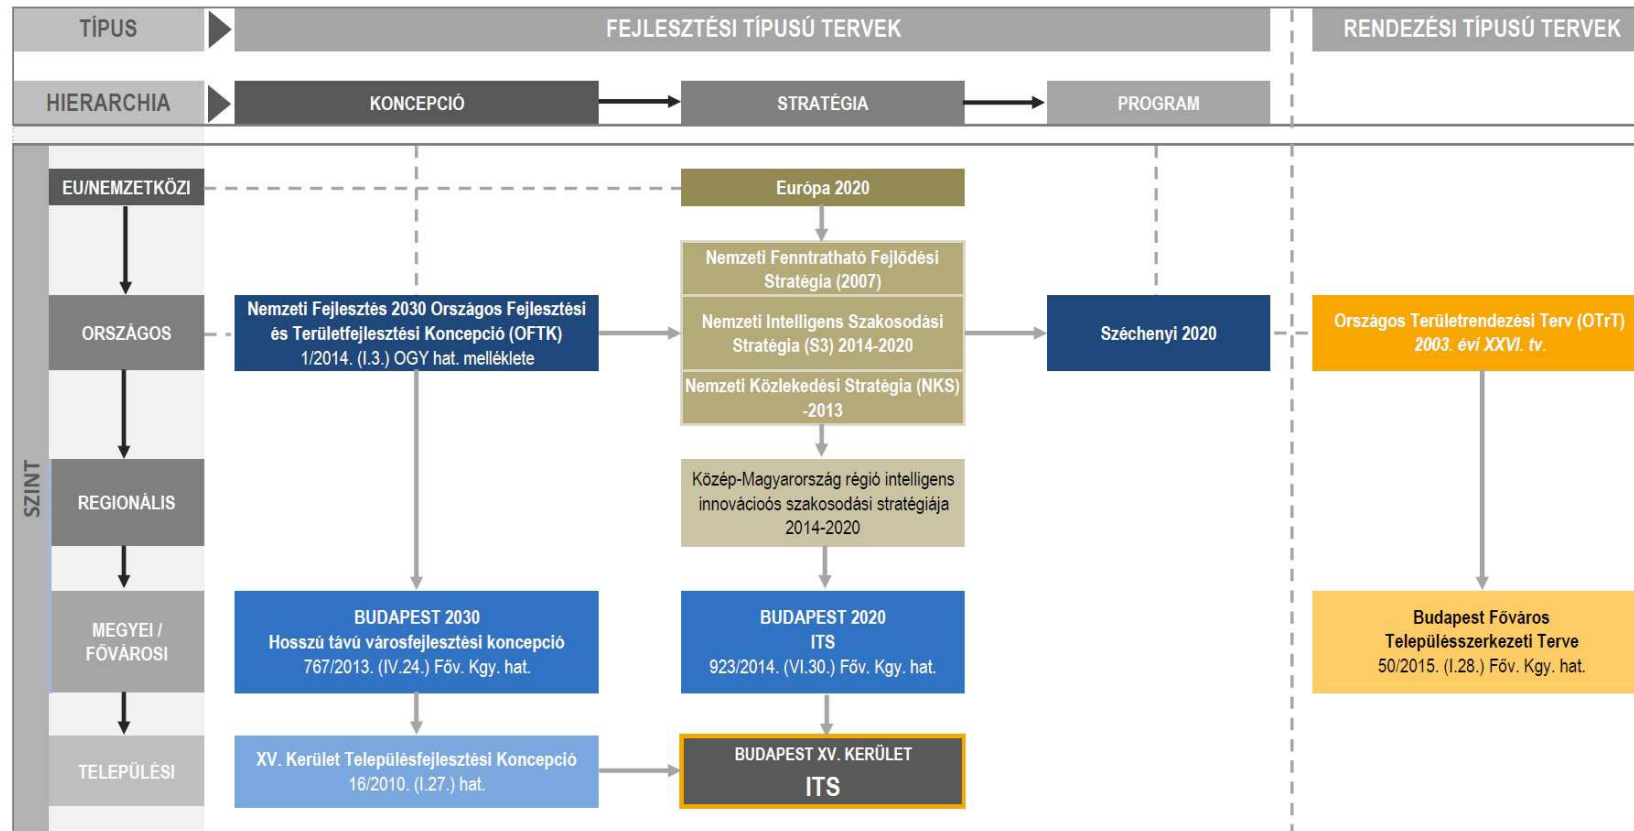 TÍPUS
FEJLESZTÉSI TÍPUSÚ TERVEK
RENDEZÉSI TÍPUSÚ TERVEK
HIERARCHIA
KONCEPCIÓ
STRATÉGIA
PROGRAM
SZINT
EU/NEMZETKÖZI
Európa 2020
Nemzeti Fenntratható Fejlődési
Stratégia (2007)
ORSZÁGOS
Nemzeti Fejlesztés 2030 Országos Fejlesztési
és Területfejlesztési Koncepció (OFTK)
1/2014. (I.3.) OGY hat. melléklete
Nemzeti Intelligens Szakosodási
Stratégia (S3) 2014-2020
Nemzeti Közlekedési Stratégia (NKS)
-2013
Széchenyi 2020
Országos Területrendezési Terv (OTrT)
2003. évi XXVI. tv.
REGIONÁLIS
Közép-Magyarország régió intelligens
innovációós szakosodási stratégiája
2014-2020
MEGYEI /
FŐVÁROSI
BUDAPEST 2030
Hosszú távú városfejlesztési koncepció
767/2013. (IV.24.) Főv. Kgy. hat.
BUDAPEST 2020
ITS
923/2014. (VI.30.) Főv. Kgy. hat.
Budapest Főváros
Településszerkezeti Terve
50/2015. (I.28.) Főv. Kgy. hat.
TELEPÜLÉSI
XV. Kerület Településfejlesztési Koncepció
16/2010. (I.27.) hat.
BUDAPEST XV. KERÜLET
ITS